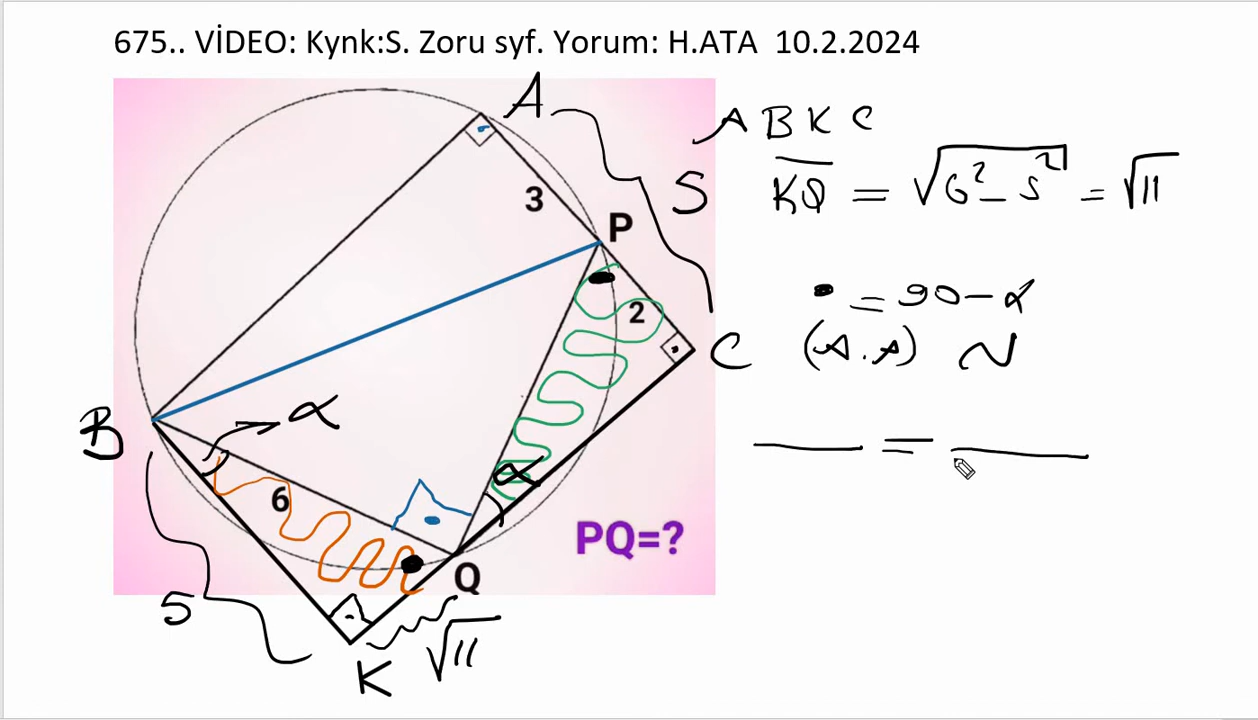 675.. VİDEO: Kynk:S. Zoru syf. Yorum: H.ATA 10.2.2024
A
A B K C
3
5
KQ = √6² - 5² = √11
P
2
• = 90 - α
C
(A.A) ~
α
B
=
6
α
PQ=?
Q
5
√11
K